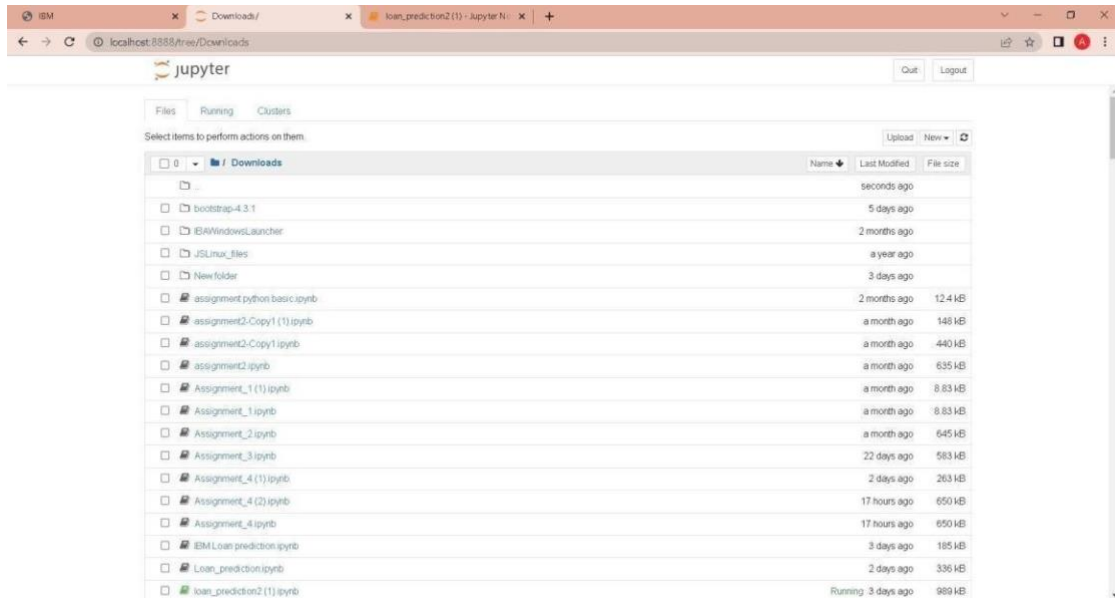 IBM Downloads/ loan_prediction2 (1) - Jupyter N
localhost:8888/tree/Downloads A
jupyter Quit Logout
Files Running Clusters
Select items to perform actions on them. Upload New
0 / Downloads Name Last Modified File size
.. seconds ago
bootstrap-4.3.1 5 days ago
IBAWindowsLauncher 2 months ago
JSLinux_files a year ago
New folder 3 days ago
assignment python basic.ipynb 2 months ago 12.4 kB
assignment2-Copy1 (1).ipynb a month ago 148 kB
assignment2-Copy1.ipynb a month ago 440 kB
assignment2.ipynb a month ago 635 kB
Assignment_1 (1).ipynb a month ago 8.83 kB
Assignment_1.ipynb a month ago 8.83 kB
Assignment_2.ipynb a month ago 645 kB
Assignment_3.ipynb 22 days ago 583 kB
Assignment_4 (1).ipynb 2 days ago 263 kB
Assignment_4 (2).ipynb 17 hours ago 650 kB
Assignment_4.ipynb 17 hours ago 650 kB
IBM Loan prediction.ipynb 3 days ago 185 kB
Loan_prediction.ipynb 2 days ago 336 kB
loan_prediction2 (1).ipynb Running 3 days ago 989 kB